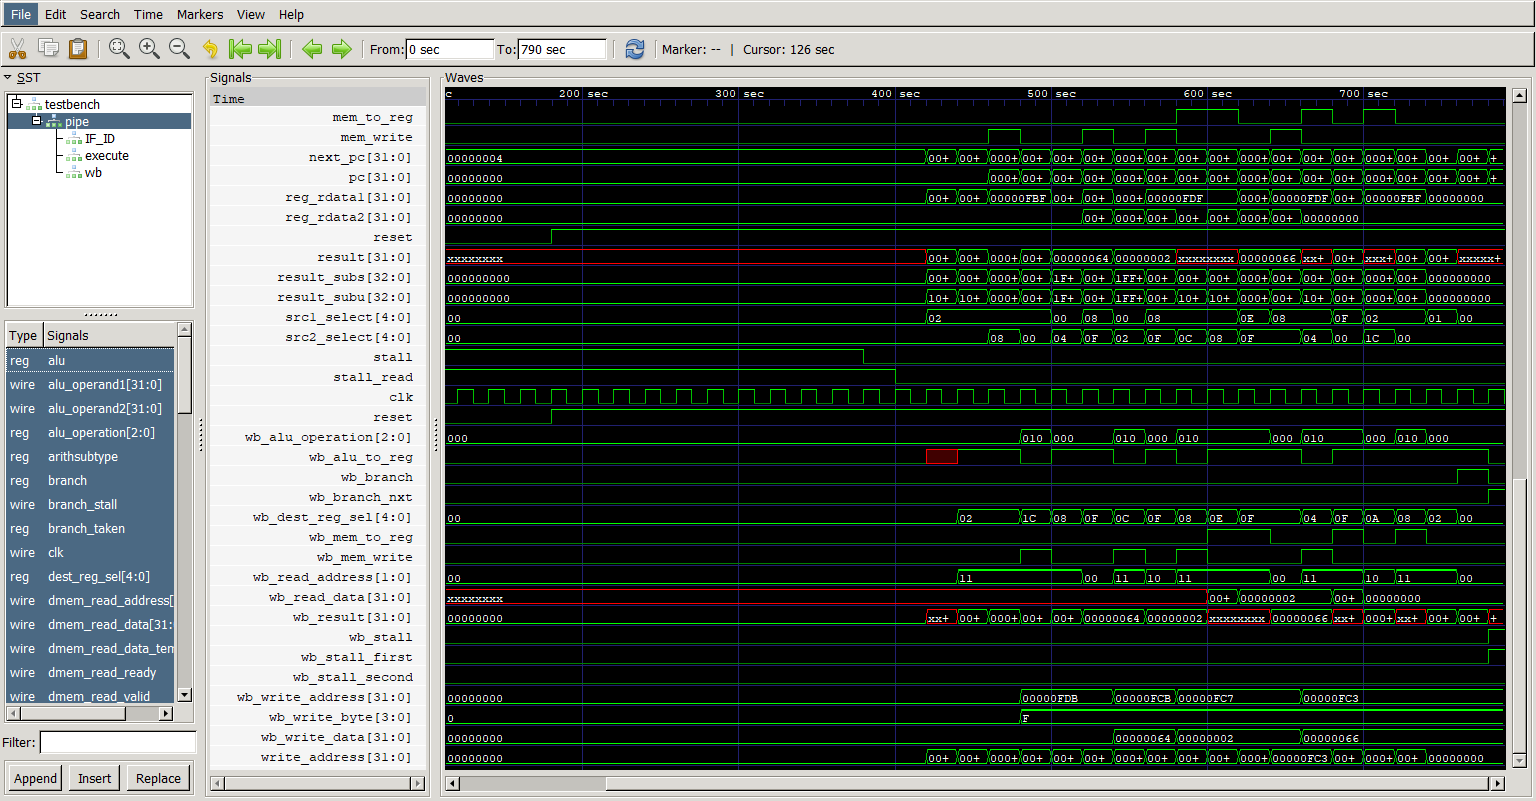 File Edit Search Time Markers View Help
From: 0 sec To: 790 sec Marker: -- | Cursor: 126 sec
SST
testbench
pipe
IF_ID
execute
wb
Type Signals
reg alu
wire alu_operand1[31:0]
wire alu_operand2[31:0]
reg alu_operation[2:0]
reg arithsubtype
reg branch
wire branch_stall
reg branch_taken
wire clk
reg dest_reg_sel[4:0]
wire dmem_read_address[
wire dmem_read_data[31:
wire dmem_read_data_ten
wire dmem_read_ready
wire dmem_read_valid
Filter:
Append Insert Replace
Signals
Time
mem_to_reg
mem_write
next_pc[31:0]
pc[31:0]
reg_rdata1[31:0]
reg_rdata2[31:0]
reset
result[31:0]
result_subs[32:0]
result_subu[32:0]
src1_select[4:0]
src2_select[4:0]
stall
stall_read
clk
reset
wb_alu_operation[2:0]
wb_alu_to_reg
wb_branch
wb_branch_nxt
wb_dest_reg_sel[4:0]
wb_mem_to_reg
wb_mem_write
wb_read_address[1:0]
wb_read_data[31:0]
wb_result[31:0]
wb_stall
wb_stall_first
wb_stall_second
wb_write_address[31:0]
wb_write_byte[3:0]
wb_write_data[31:0]
write_address[31:0]
Waves
c 200 sec 300 sec 400 sec 500 sec 600 sec 700 sec
00000004 00+ 00+ 000+ 00+ 00+ 00+ 00+ 00+ 00+ 00+ 000+ 00+ 00+ 00+ 000+ 00+ 00+ 00+ +
00000000 000+ 00+ 00+ 00+ 00+ 00+ 00+ 00+ 000+ 00+ 00+ 00+ 000+ 00+ 00+ 00+ +
00000000 00+ 00+ 00000FBF 00+ 00+ 000+ 00000FDF 000+ 00000FDF 00+ 00000FBF 00000000
00000000 00+ 000+ 00+ 00+ 000+ 00+ 00000000
xxxxxxxx 00+ 00+ 000+ 00+ 00000064 00000002 xxxxxxxx 00000066 xx+ 00+ xxx+ 00+ 00+ xxxxx+
000000000 00+ 00+ 000+ 00+ 1F+ 00+ 1FF+ 00+ 00+ 00+ 000+ 00+ 00+ 00+ 000+ 00+ 00+ 000000000
000000000 10+ 10+ 000+ 00+ 1F+ 00+ 1FF+ 00+ 10+ 10+ 000+ 00+ 10+ 00+ 000+ 00+ 00+ 000000000
00 02 00 08 00 08 0E 08 0F 02 01 00
00 08 00 04 0F 02 0F 0C 08 0F 04 00 1C 00
000 010 000 010 000 010 000 010 000 010 000
00 02 1C 08 0F 0C 0F 08 0E 0F 04 0F 0A 08 02 00
00 11 00 11 10 11 00 11 10 11 00
xxxxxxxx 00+ 00000002 00+ 00000000
00000000 xx+ 00+ 000+ 00+ 00+ 00000064 00000002 xxxxxxxx 00000066 xx+ 000+ xx+ 00+ 00+ +
00000000 00000FDB 00000FCB 00000FC7 00000FC3
0 F
00000000 00000064 00000002 00000066
00000000 00+ 00+ 000+ 00+ 00+ 00+ 00+ 00+ 00+ 00+ 000+ 00000FC3 00+ 000+ 00+ 00000000